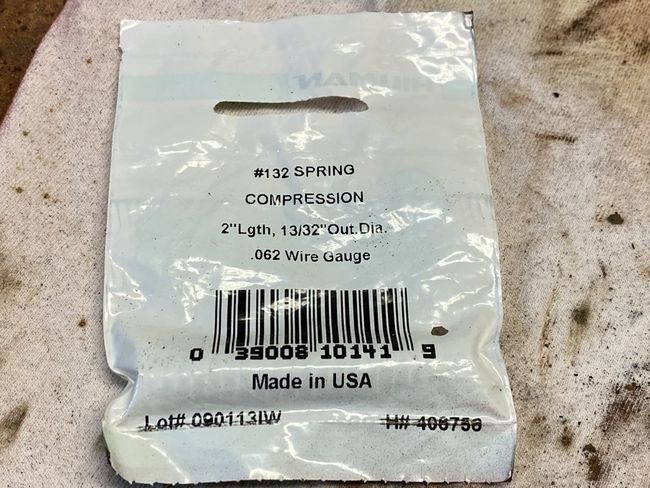 #132 SPRING
COMPRESSION
2"Lgth, 13/32"Out.Dia.
.062 Wire Gauge
0 39008 10141 9
Made in USA
Lot# 090113IW H# 406756